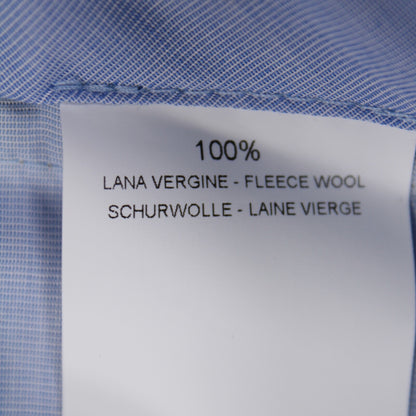 100%
LANA VERGINE - FLEECE WOOL
SCHURWOLLE - LAINE VIERGE